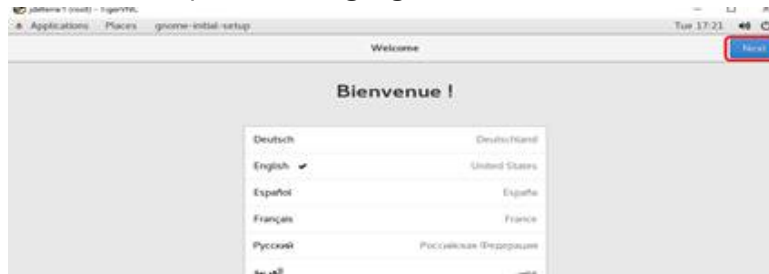 TigerVNC
Applications Places gnome-initial-setup Tue 17:21
Welcome Next
Bienvenue !
Deutsch Deutschland
English ✔ United States
Español España
Français France
Русский Российская Федерация